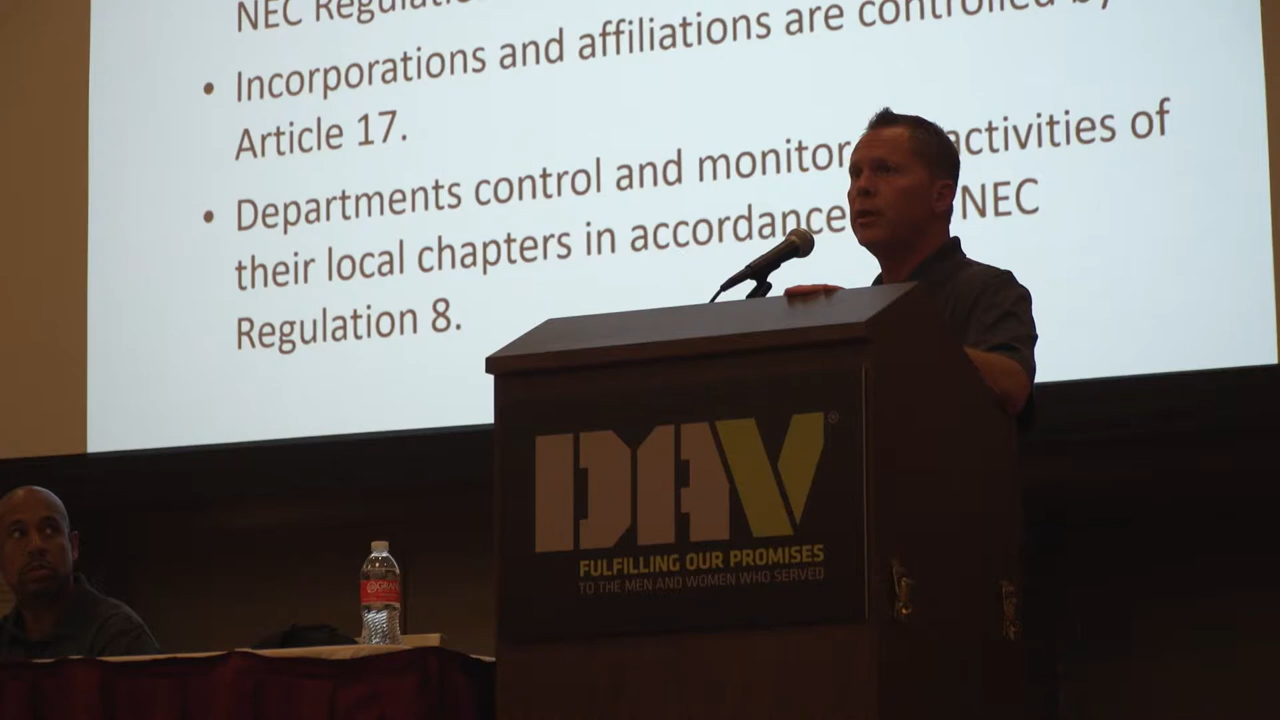 NEC Regulation
• Incorporations and affiliations are controlled by
Article 17.
• Departments control and monitor activities of
their local chapters in accordance NEC
Regulation 8.
DAV®
FULFILLING OUR PROMISES
TO THE MEN AND WOMEN WHO SERVED